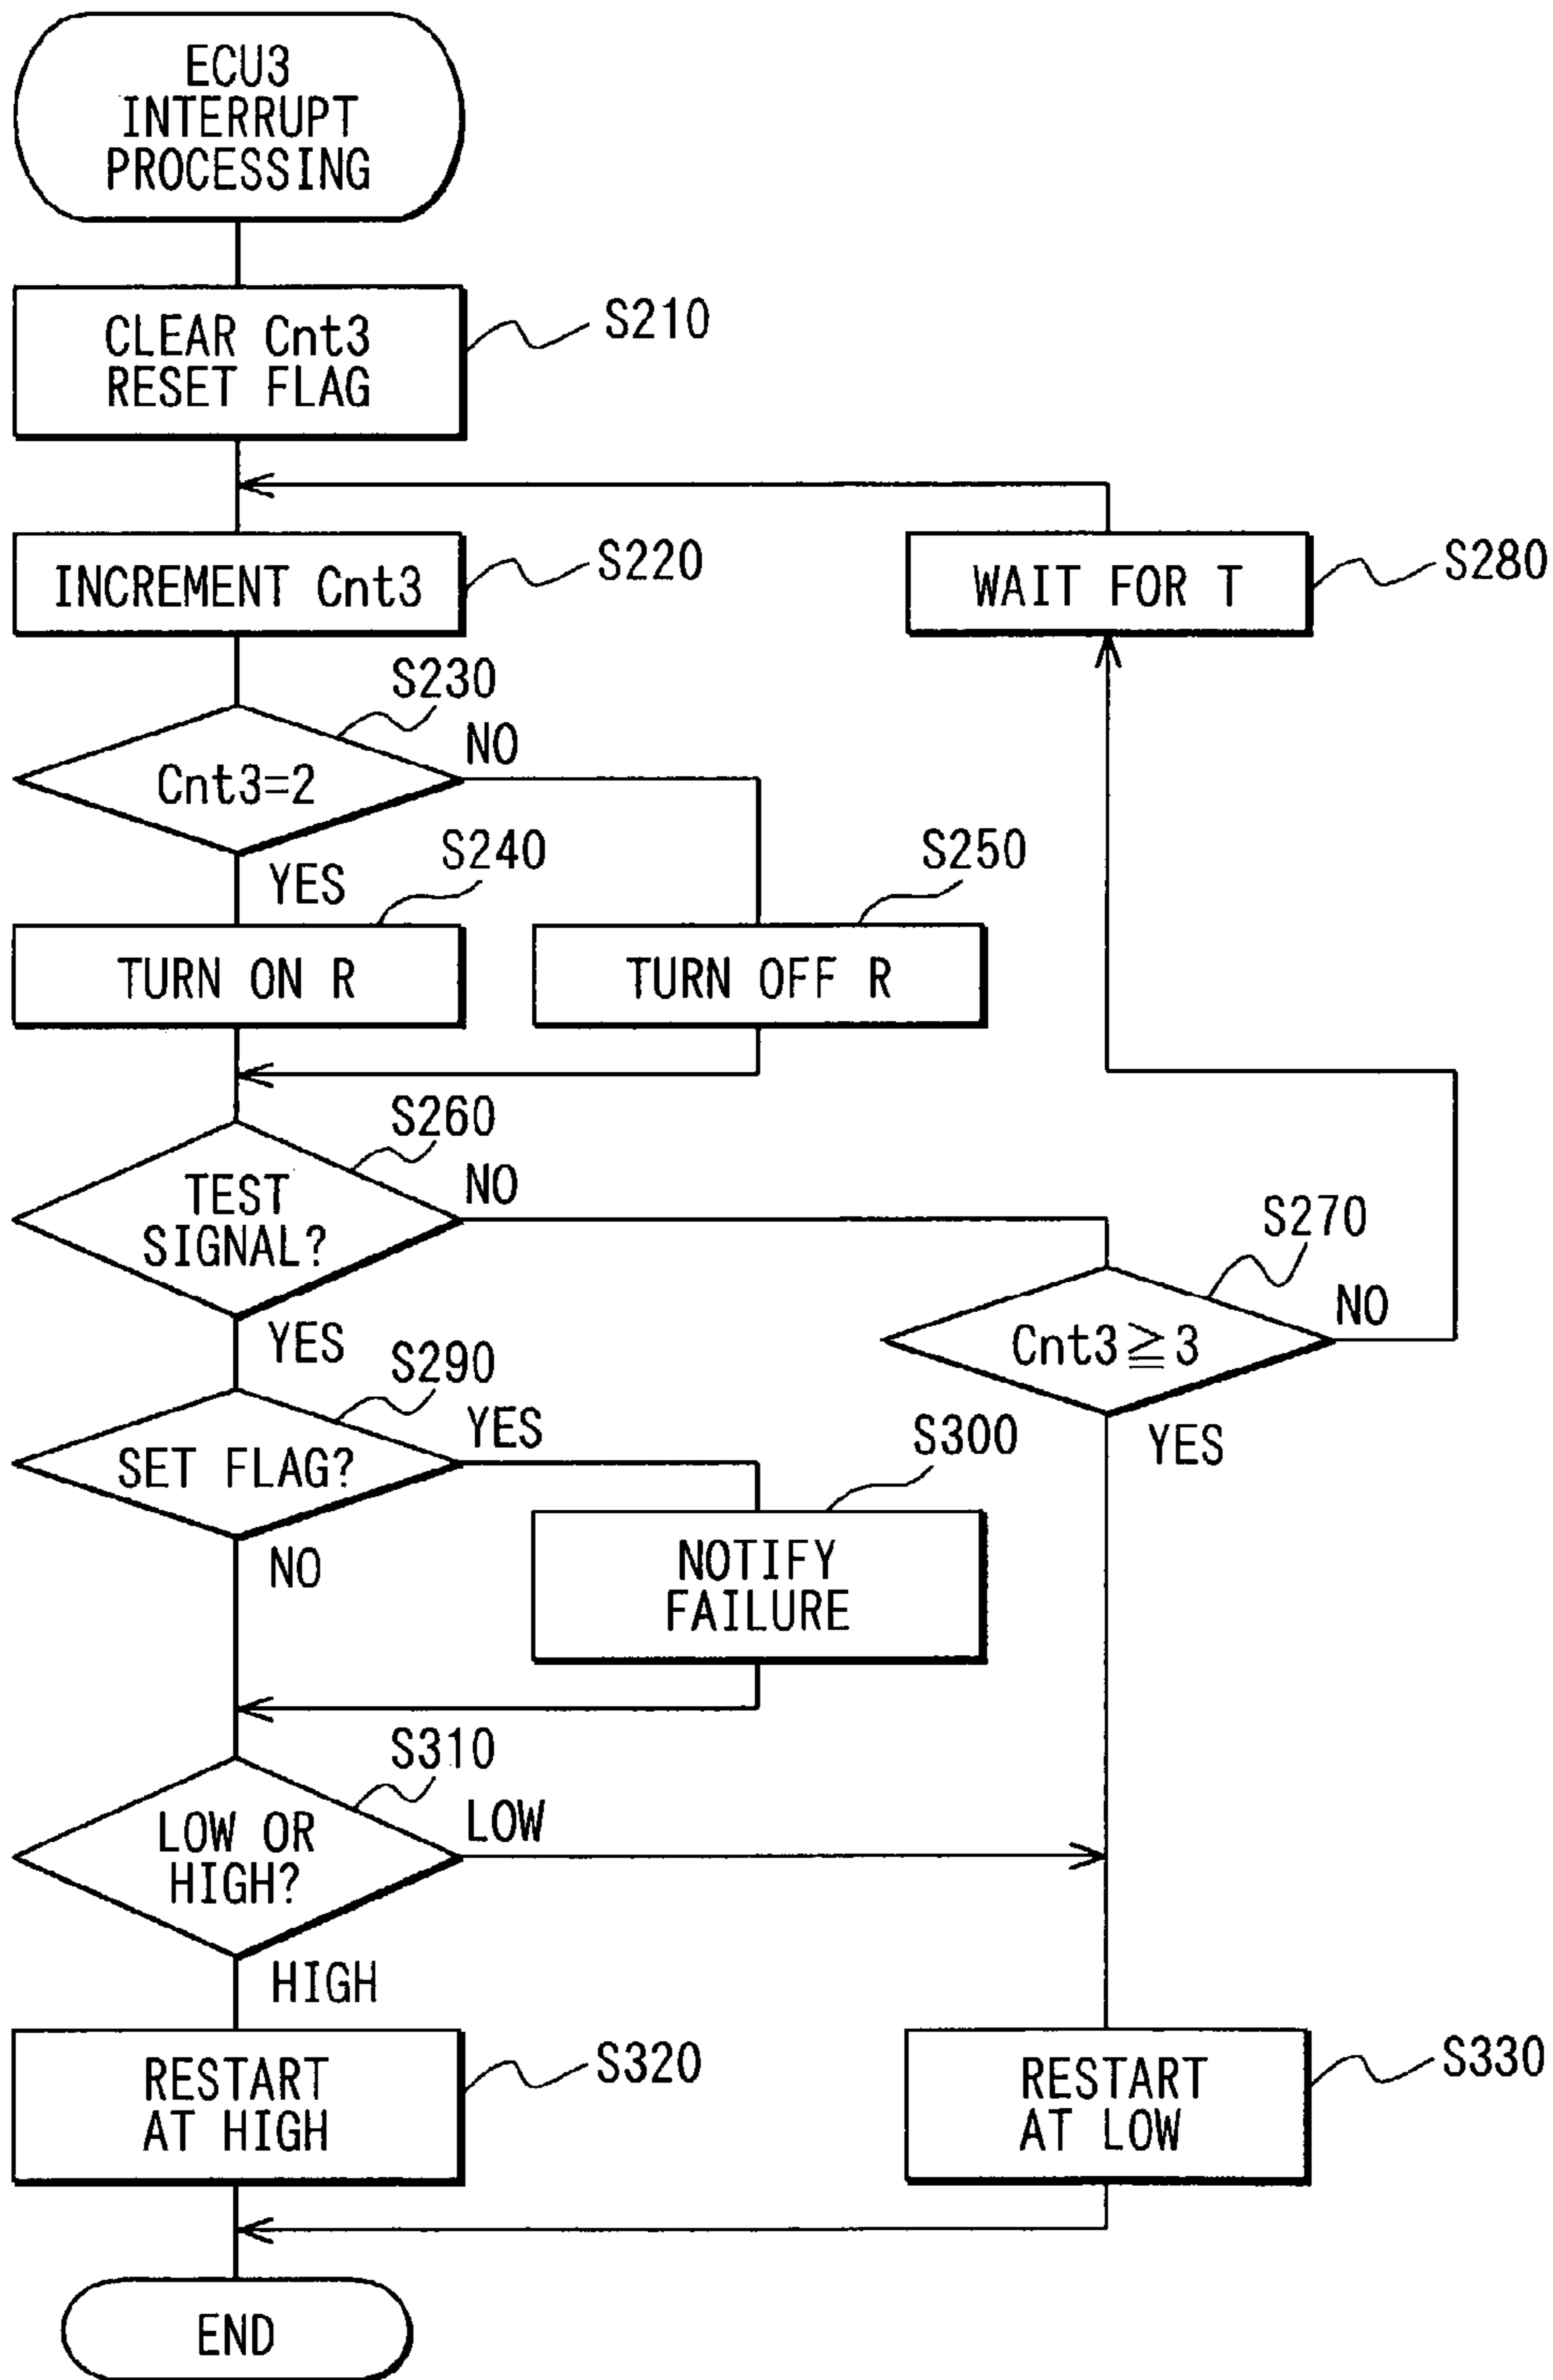 ECU3
INTERRUPT
PROCESSING
CLEAR Cnt3
RESET FLAG
S210
INCREMENT Cnt3
S220
WAIT FOR T
S280
S230
Cnt3=2
NO
YES
S240
S250
TURN ON R
TURN OFF R
S260
TEST
SIGNAL?
NO
YES
S270
Cnt3≧3
NO
YES
S290
SET FLAG?
YES
NO
S300
NOTIFY
FAILURE
S310
LOW OR
HIGH?
LOW
HIGH
RESTART
AT HIGH
S320
RESTART
AT LOW
S330
END